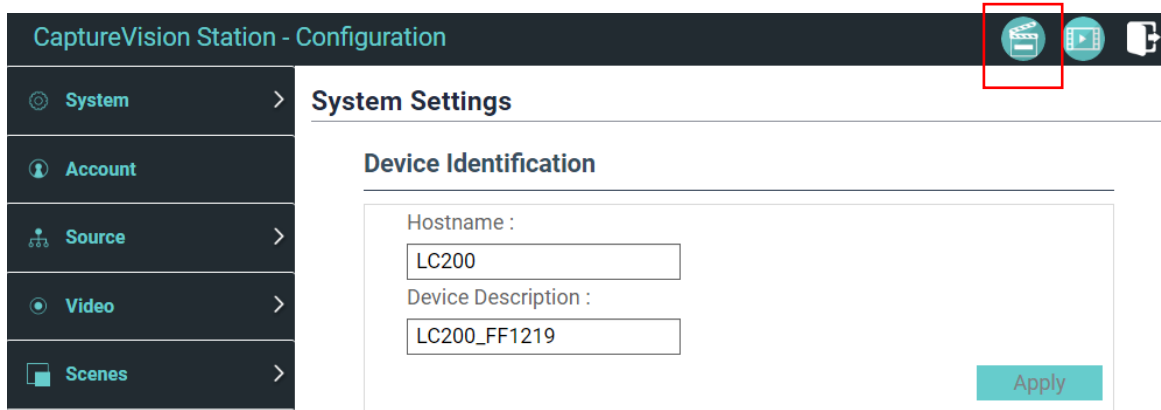 CaptureVision Station - Configuration
System
Account
Source
Video
Scenes
System Settings
Device Identification
Hostname :
LC200
Device Description :
LC200_FF1219
Apply